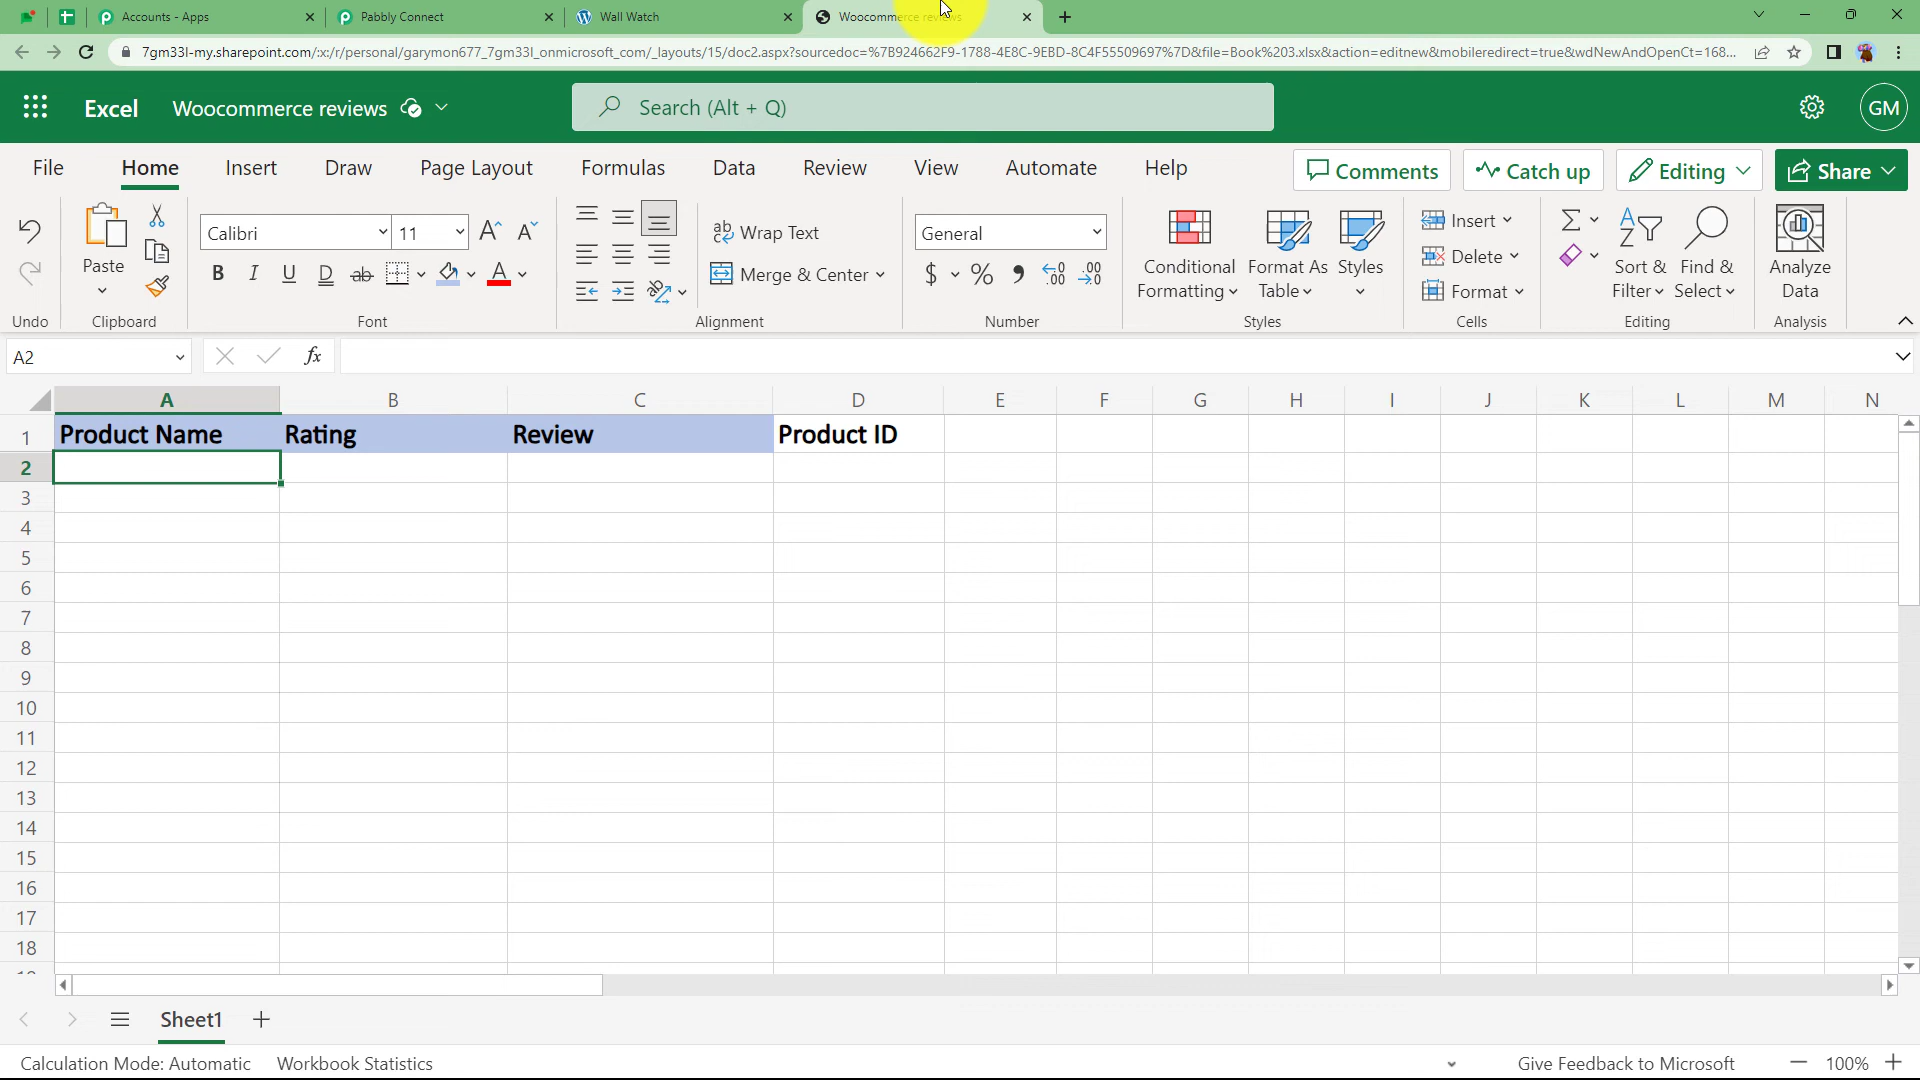 Accounts - Apps
Pabbly Connect
Wall Watch
Woocommerce reviews
7gm33l-my.sharepoint.com/:x:/r/personal/garymon677_7gm33l_onmicrosoft_com/_layouts/15/doc2.aspx?sourcedoc=%7B924662F9-1788-4E8C-9EBD-8C4F55509697%7D&file=Book%203.xlsx&action=editnew&mobileredirect=true&wdNewAndOpenCt=168...
Excel Woocommerce reviews
Search (Alt + Q)
GM
File Home Insert Draw Page Layout Formulas Data Review View Automate Help
Comments Catch up Editing Share
Paste
Calibri 11
Wrap Text
Merge & Center
General
Conditional Formatting
Format As Table
Styles
Insert
Delete
Format
Sort & Filter
Find & Select
Analyze Data
Undo Clipboard Font Alignment Number Styles Cells Editing Analysis
A2
fx
A B C D E F G H I J K L M N
1 Product Name Rating Review Product ID
2
3
4
5
6
7
8
9
10
11
12
13
14
15
16
17
18
Sheet1
Calculation Mode: Automatic Workbook Statistics
Give Feedback to Microsoft 100%